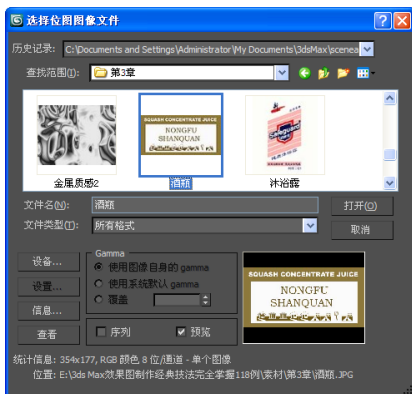 选择位图图像文件
历史记录: C:\Documents and Settings\Administrator\My Documents\3dsMax\scenea
查找范围(I): 第3章
SQUASH CONCENTRATE JUICE
NONGFU
SHANQUAN
Safeguard
金属质感2 酒瓶 沐浴露
文件名(N): 酒瓶 打开(O)
文件类型(T): 所有格式 取消
设备...
设置...
信息...
查看
Gamma
使用图像自身的 gamma
使用系统默认 gamma
覆盖
序列 预览
SQUASH CONCENTRATE JUICE
NONGFU
SHANQUAN
统计信息: 354x177, RGB 颜色 8 位/通道 - 单个图像
位置: E:\3ds Max效果图制作经典技法完全掌握118例\素材\第3章\酒瓶.JPG